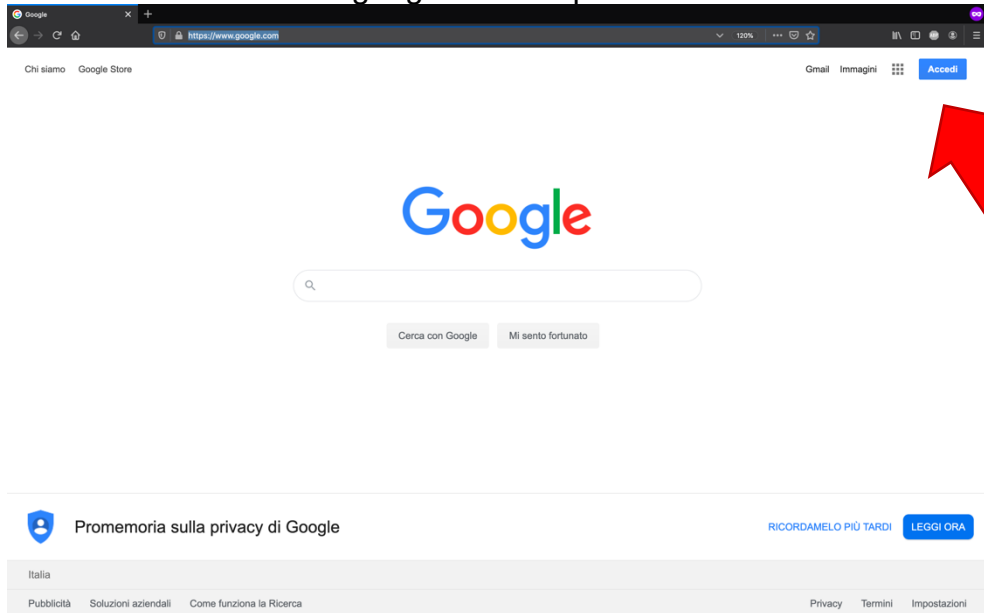 Google
https://www.google.com
120%
Chi siamo Google Store
Gmail Immagini Accedi
Google
Cerca con Google Mi sento fortunato
Promemoria sulla privacy di Google
RICORDAMELO PIÙ TARDI LEGGI ORA
Italia
Pubblicità Soluzioni aziendali Come funziona la Ricerca
Privacy Termini Impostazioni